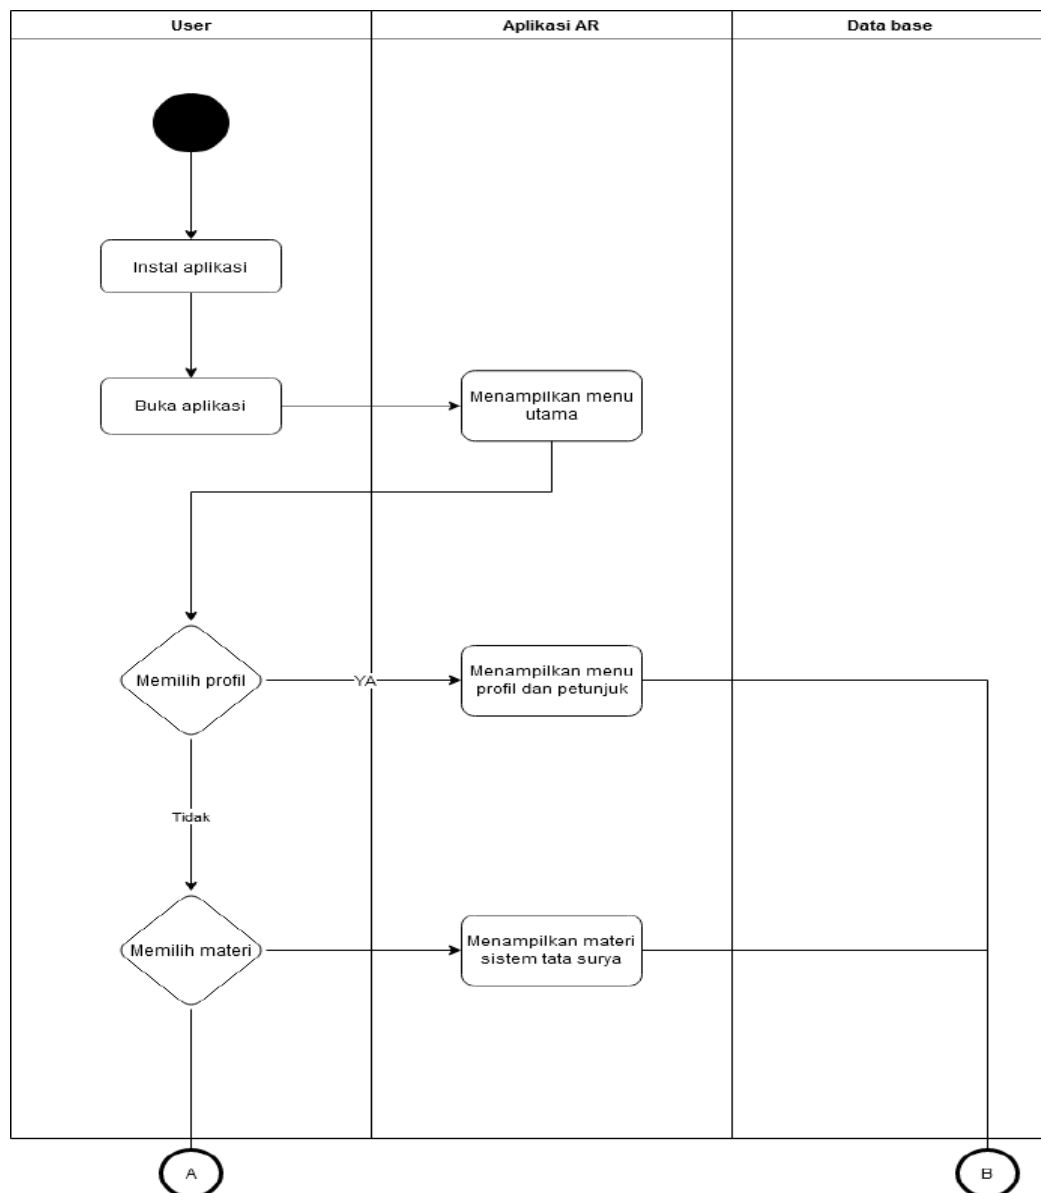 User
Aplikasi AR
Data base
Instal aplikasi
Buka aplikasi
Menampilkan menu
utama
Memilih profil
YA
Menampilkan menu
profil dan petunjuk
Tidak
Memilih materi
Menampilkan materi
sistem tata surya
A
B